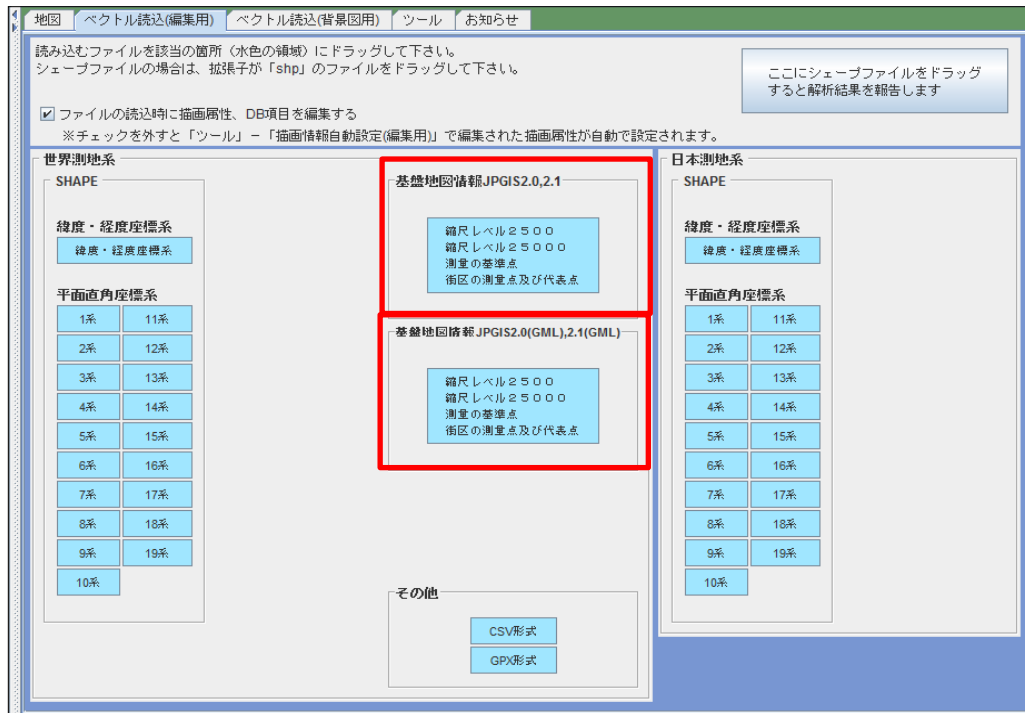 地図
ベクトル読込(編集用)
ベクトル読込(背景図用)
ツール
お知らせ
読み込むファイルを該当の箇所（水色の領域）にドラッグして下さい。
シェープファイルの場合は、拡張子が「shp」のファイルをドラッグして下さい。
ここにシェープファイルをドラッグ
すると解析結果を報告します
ファイルの読込時に描画属性、DB項目を編集する
※チェックを外すと「ツール」－「描画情報自動設定(編集用)」で編集された描画属性が自動で設定されます。
世界測地系
SHAPE
緯度・経度座標系
緯度・経度座標系
平面直角座標系
1系
11系
2系
12系
3系
13系
4系
14系
5系
15系
6系
16系
7系
17系
8系
18系
9系
19系
10系
基盤地図情報JPGIS2.0,2.1
縮尺レベル２５００
縮尺レベル２５０００
測量の基準点
街区の測量点及び代表点
基盤地図情報JPGIS2.0(GML),2.1(GML)
縮尺レベル２５００
縮尺レベル２５０００
測量の基準点
街区の測量点及び代表点
その他
CSV形式
GPX形式
日本測地系
SHAPE
緯度・経度座標系
緯度・経度座標系
平面直角座標系
1系
11系
2系
12系
3系
13系
4系
14系
5系
15系
6系
16系
7系
17系
8系
18系
9系
19系
10系